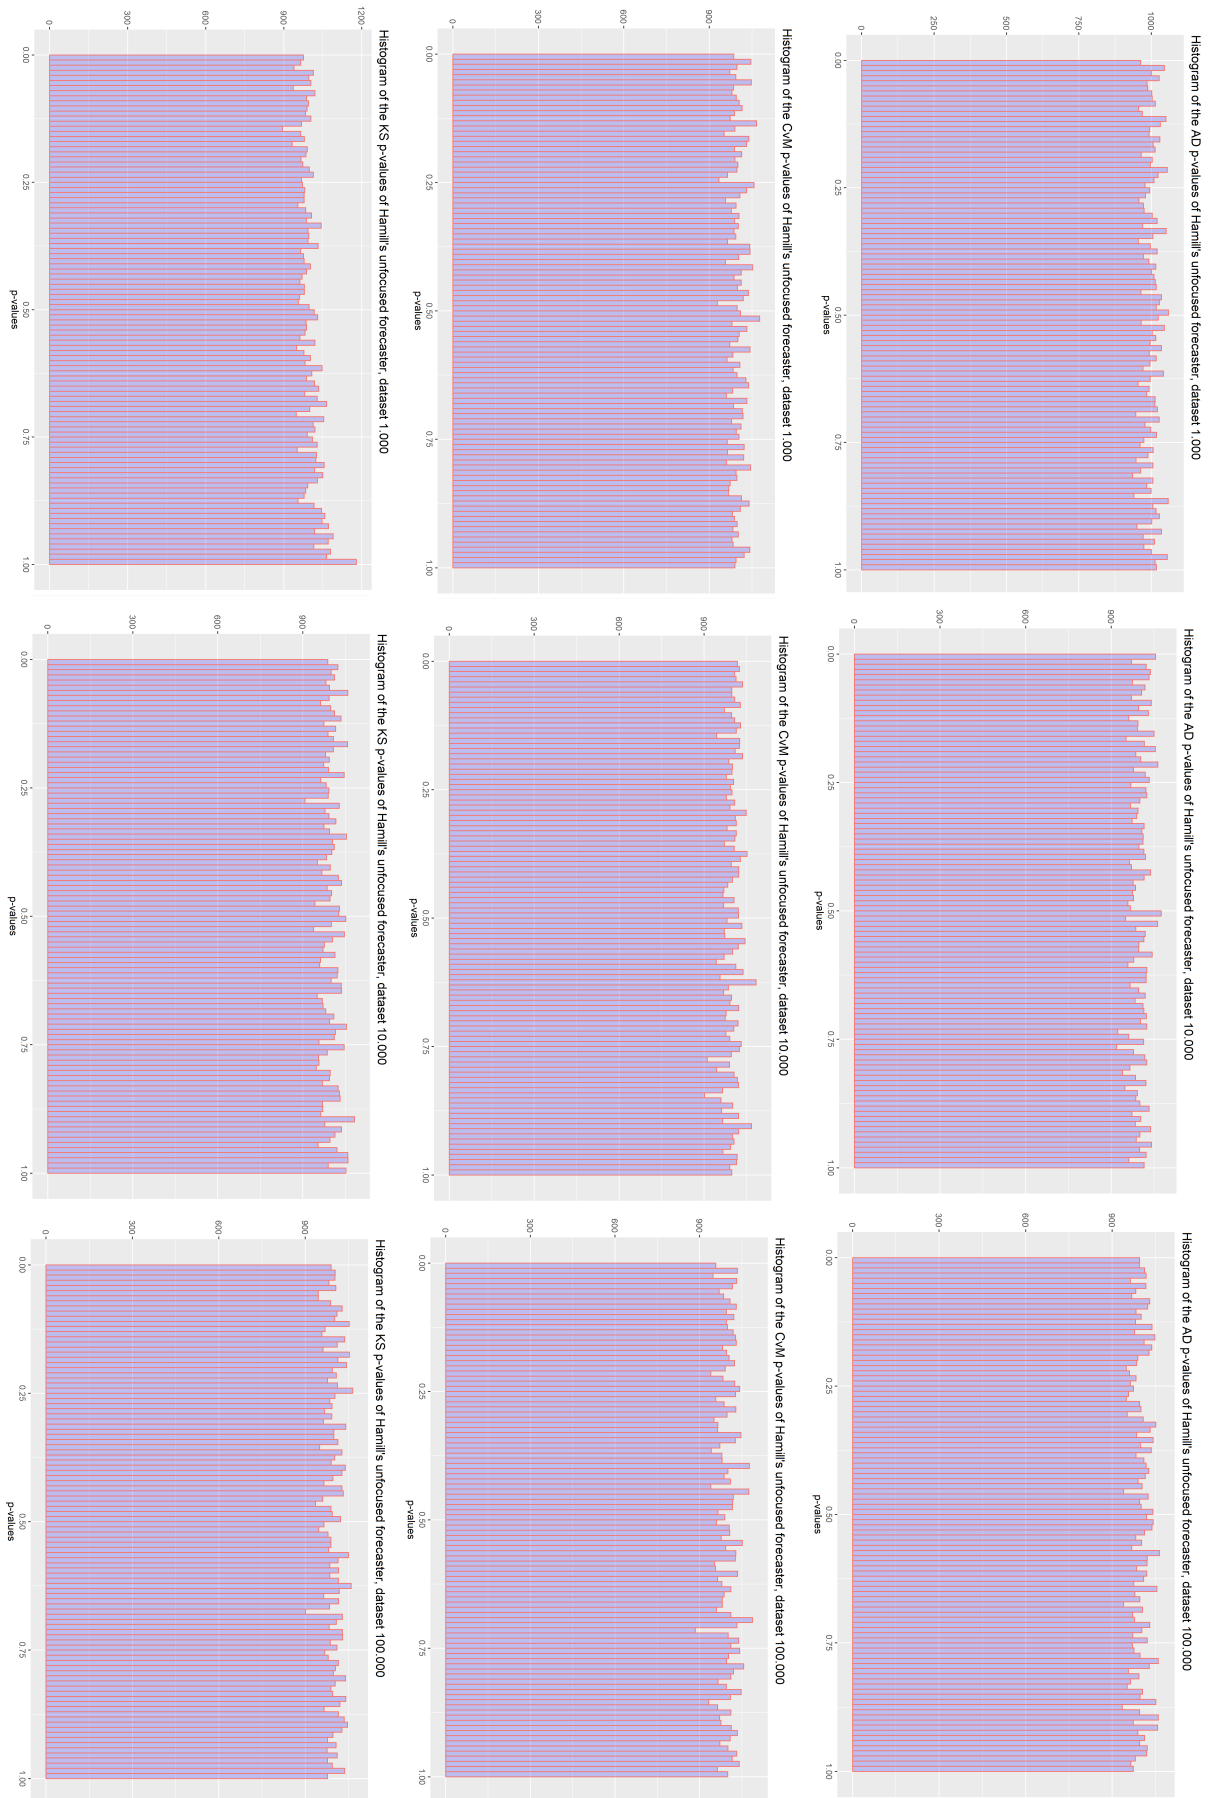 Histogram of the AD p-values of Hamill's unfocused forecaster, dataset 1.000
1000
750
500
250
0
0.00 0.25 0.50 0.75 1.00
p-values
Histogram of the AD p-values of Hamill's unfocused forecaster, dataset 10.000
900
600
300
0
0.00 0.25 0.50 0.75 1.00
p-values
Histogram of the AD p-values of Hamill's unfocused forecaster, dataset 100.000
900
600
300
0
0.00 0.25 0.50 0.75 1.00
p-values
Histogram of the CvM p-values of Hamill's unfocused forecaster, dataset 1.000
900
600
300
0
0.00 0.25 0.50 0.75 1.00
p-values
Histogram of the CvM p-values of Hamill's unfocused forecaster, dataset 10.000
900
600
300
0
0.00 0.25 0.50 0.75 1.00
p-values
Histogram of the CvM p-values of Hamill's unfocused forecaster, dataset 100.000
900
600
300
0
0.00 0.25 0.50 0.75 1.00
p-values
Histogram of the KS p-values of Hamill's unfocused forecaster, dataset 1.000
1200
900
600
300
0
0.00 0.25 0.50 0.75 1.00
p-values
Histogram of the KS p-values of Hamill's unfocused forecaster, dataset 10.000
900
600
300
0
0.00 0.25 0.50 0.75 1.00
p-values
Histogram of the KS p-values of Hamill's unfocused forecaster, dataset 100.000
900
600
300
0
0.00 0.25 0.50 0.75 1.00
p-values